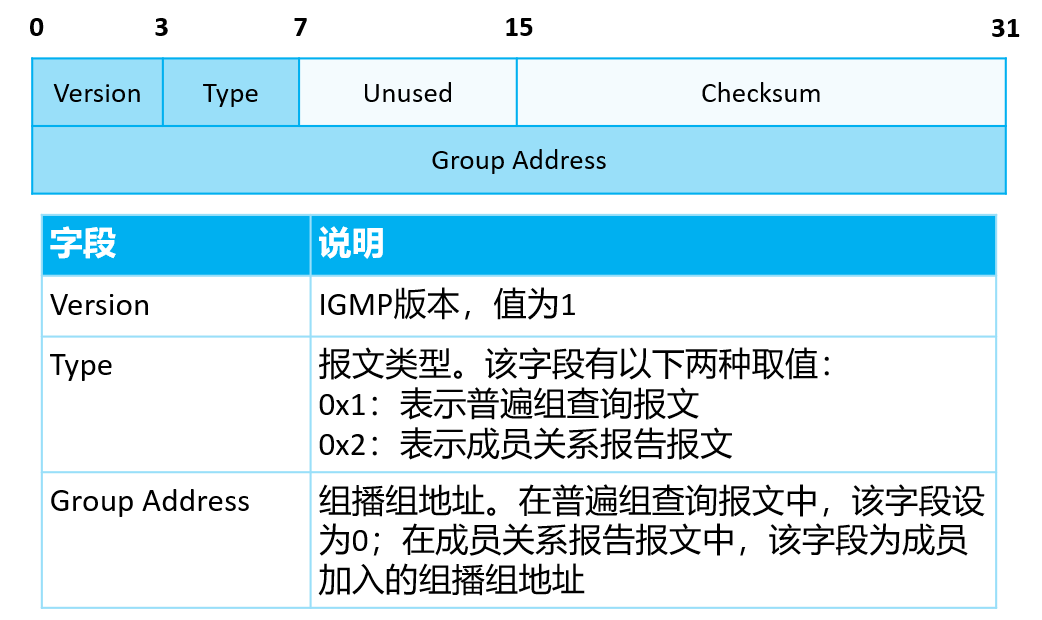 0 3 7 15 31
Version Type Unused Checksum
Group Address
字段 说明
Version IGMP版本，值为1
Type 报文类型。该字段有以下两种取值：
0x1：表示普遍组查询报文
0x2：表示成员关系报告报文
Group Address 组播组地址。在普遍组查询报文中，该字段设
为0；在成员关系报告报文中，该字段为成员
加入的组播组地址